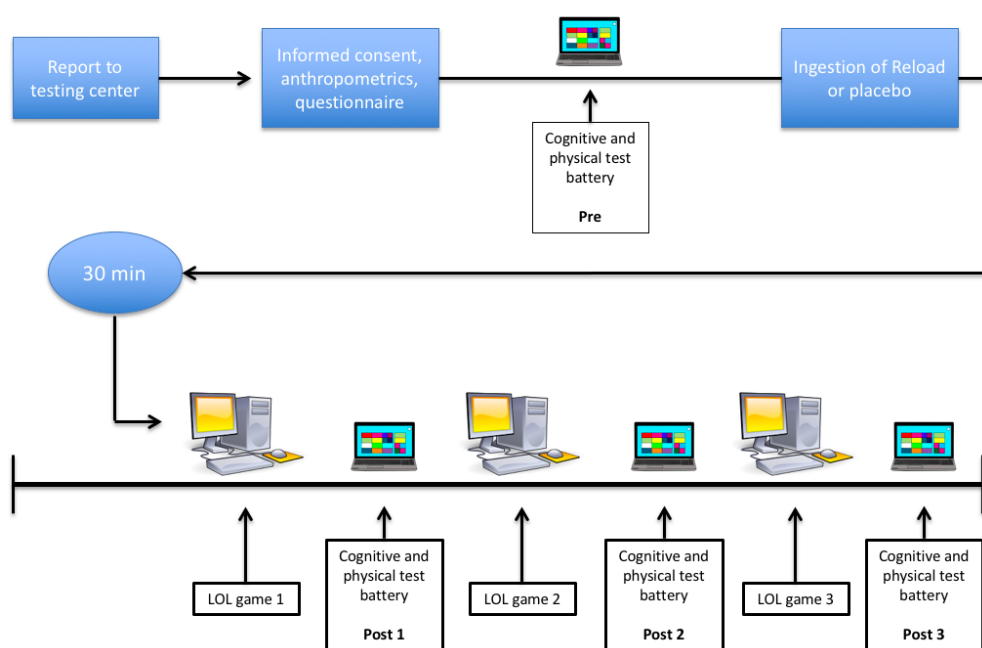 Report to
testing center
Informed consent,
anthropometrics,
questionnaire
Cognitive and
physical test
battery
Pre
Ingestion of Reload
or placebo
30 min
LOL game 1
Cognitive and
physical test
battery
Post 1
LOL game 2
Cognitive and
physical test
battery
Post 2
LOL game 3
Cognitive and
physical test
battery
Post 3